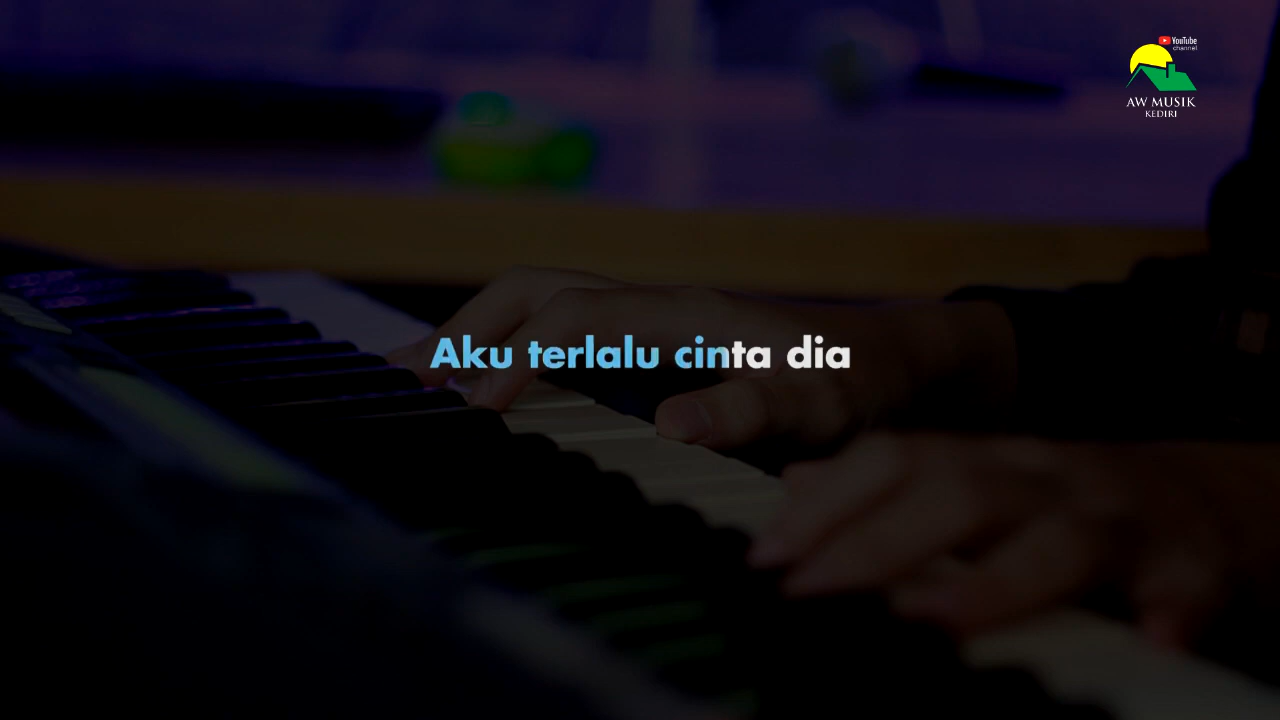 YouTube
channel
AW MUSIK
KEDIRI
Aku terlalu cinta dia